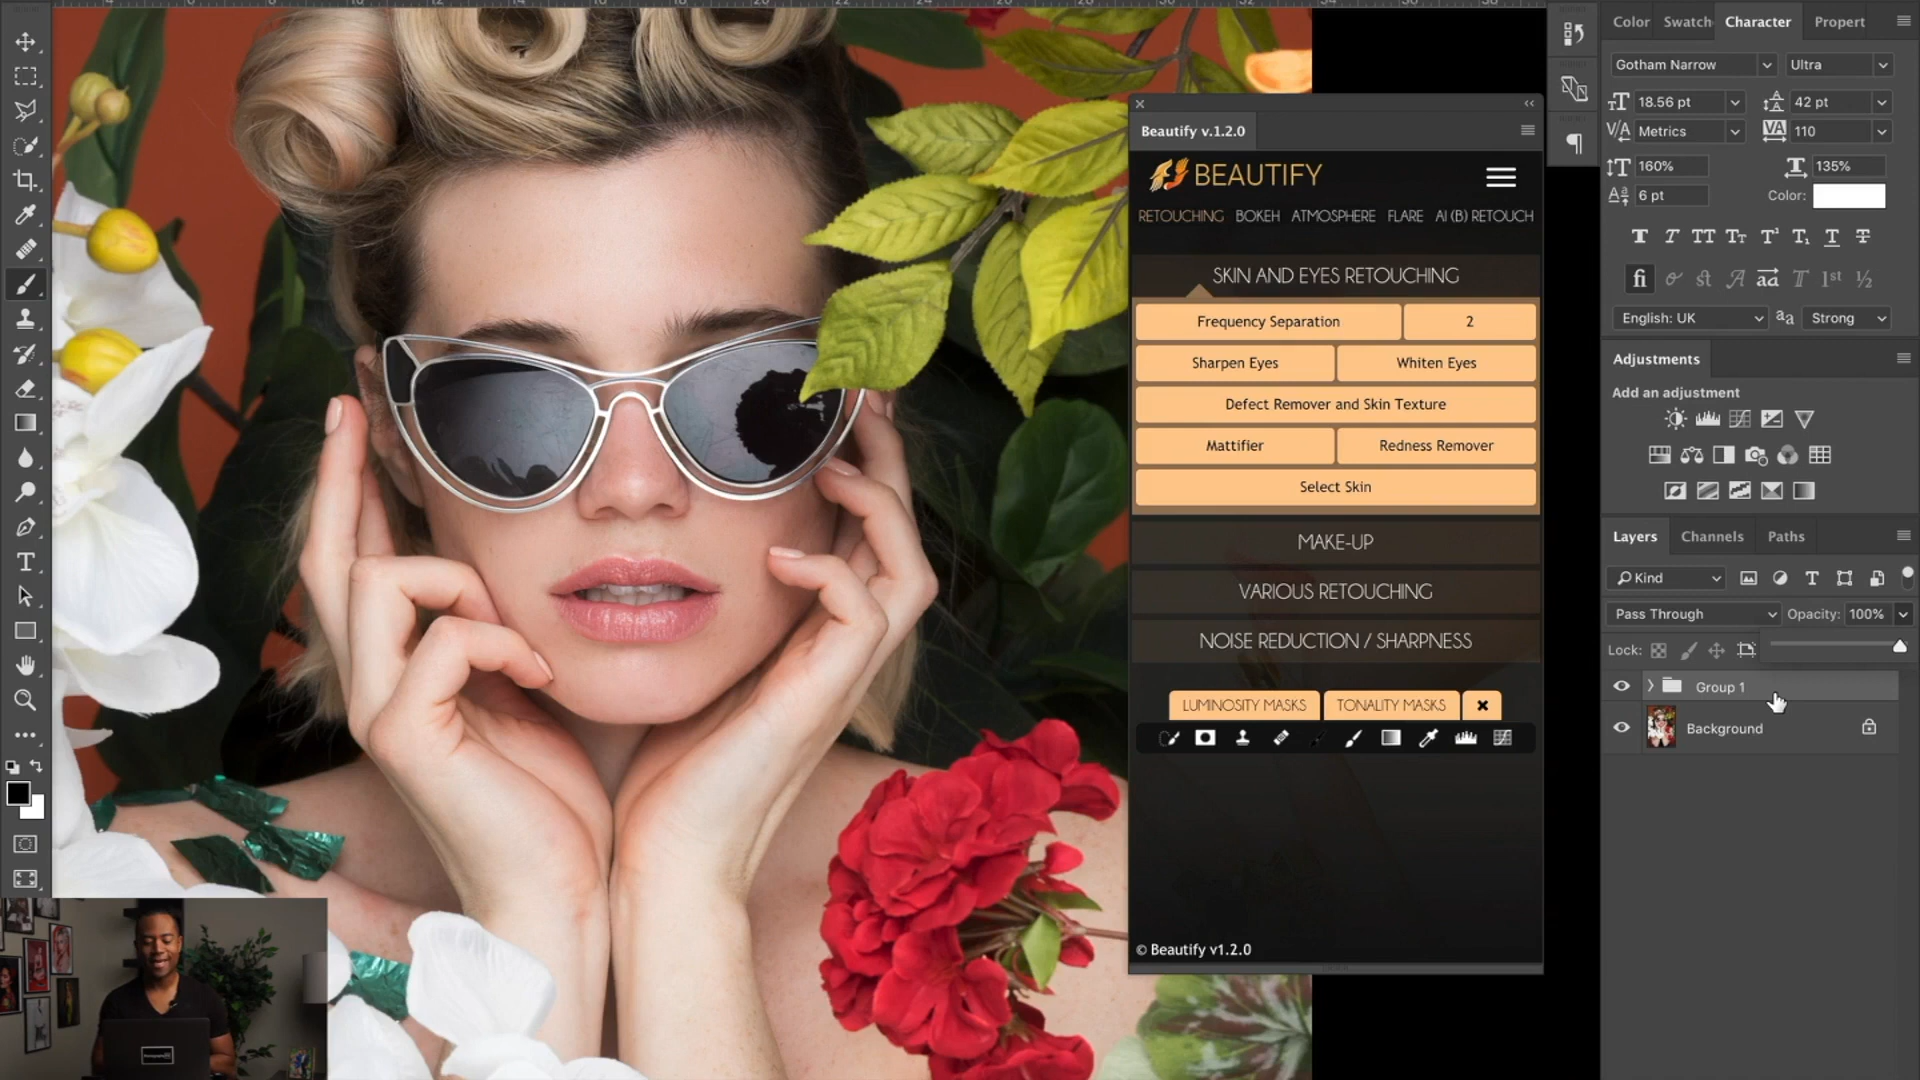 Color Swatch Character Propert
Gotham Narrow Ultra
18.56 pt 42 pt
Metrics 110
160% 135%
6 pt Color:
English: UK Strong
Adjustments
Add an adjustment
Layers Channels Paths
Kind
Pass Through Opacity: 100%
Lock:
Group 1
Background
Beautify v.1.2.0
BEAUTIFY
RETOUCHING BOKEH ATMOSPHERE FLARE AI (B) RETOUCH
SKIN AND EYES RETOUCHING
Frequency Separation 2
Sharpen Eyes Whiten Eyes
Defect Remover and Skin Texture
Mattifier Redness Remover
Select Skin
MAKE-UP
VARIOUS RETOUCHING
NOISE REDUCTION / SHARPNESS
LUMINOSITY MASKS TONALITY MASKS
© Beautify v1.2.0